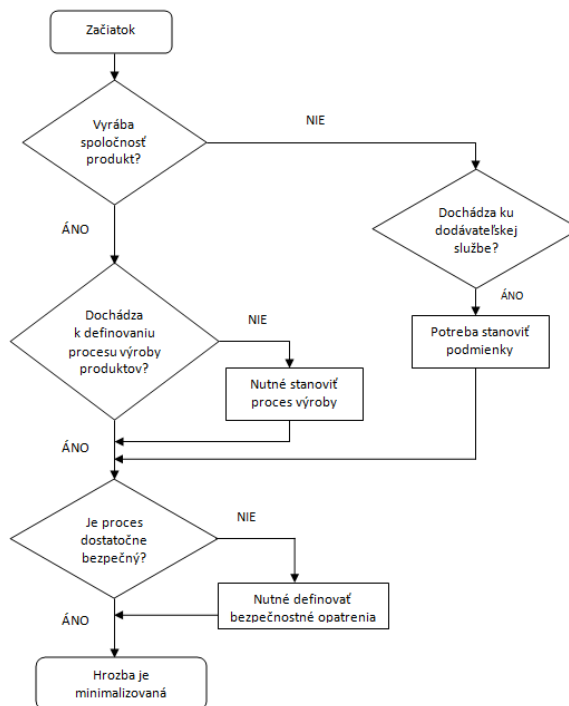 Začiatok
Vyrába
spoločnosť
produkt?
NIE
Dochádza ku
dodávateľskej
službe?
ÁNO
ÁNO
Dochádza
k definovaniu
procesu výroby
produktov?
NIE
Potreba stanoviť
podmienky
Nutné stanoviť
proces výroby
ÁNO
Je proces
dostatočne
bezpečný?
NIE
Nutné definovať
bezpečnostné opatrenia
ÁNO
Hrozba je
minimalizovaná